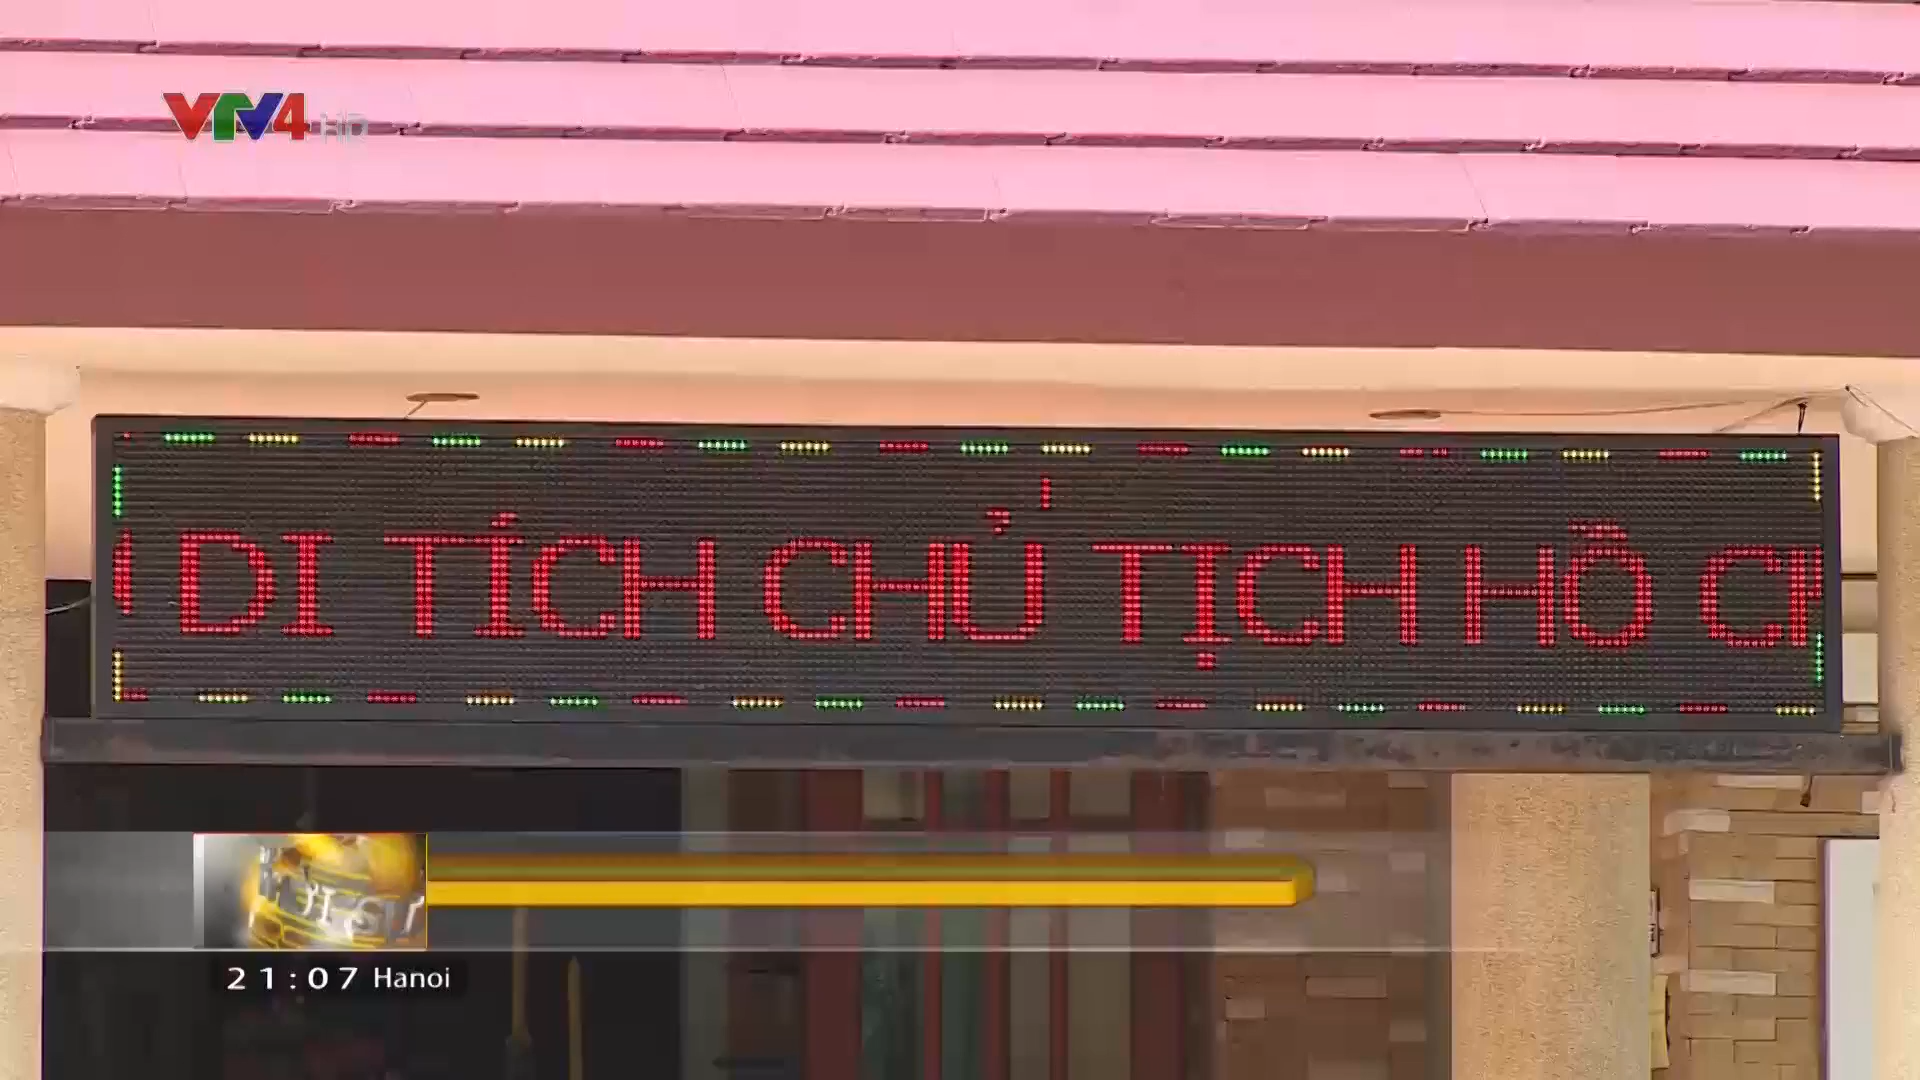 VTV4 HD
DI TÍCH CHỦ TỊCH HỒ
21:07 Hanoi